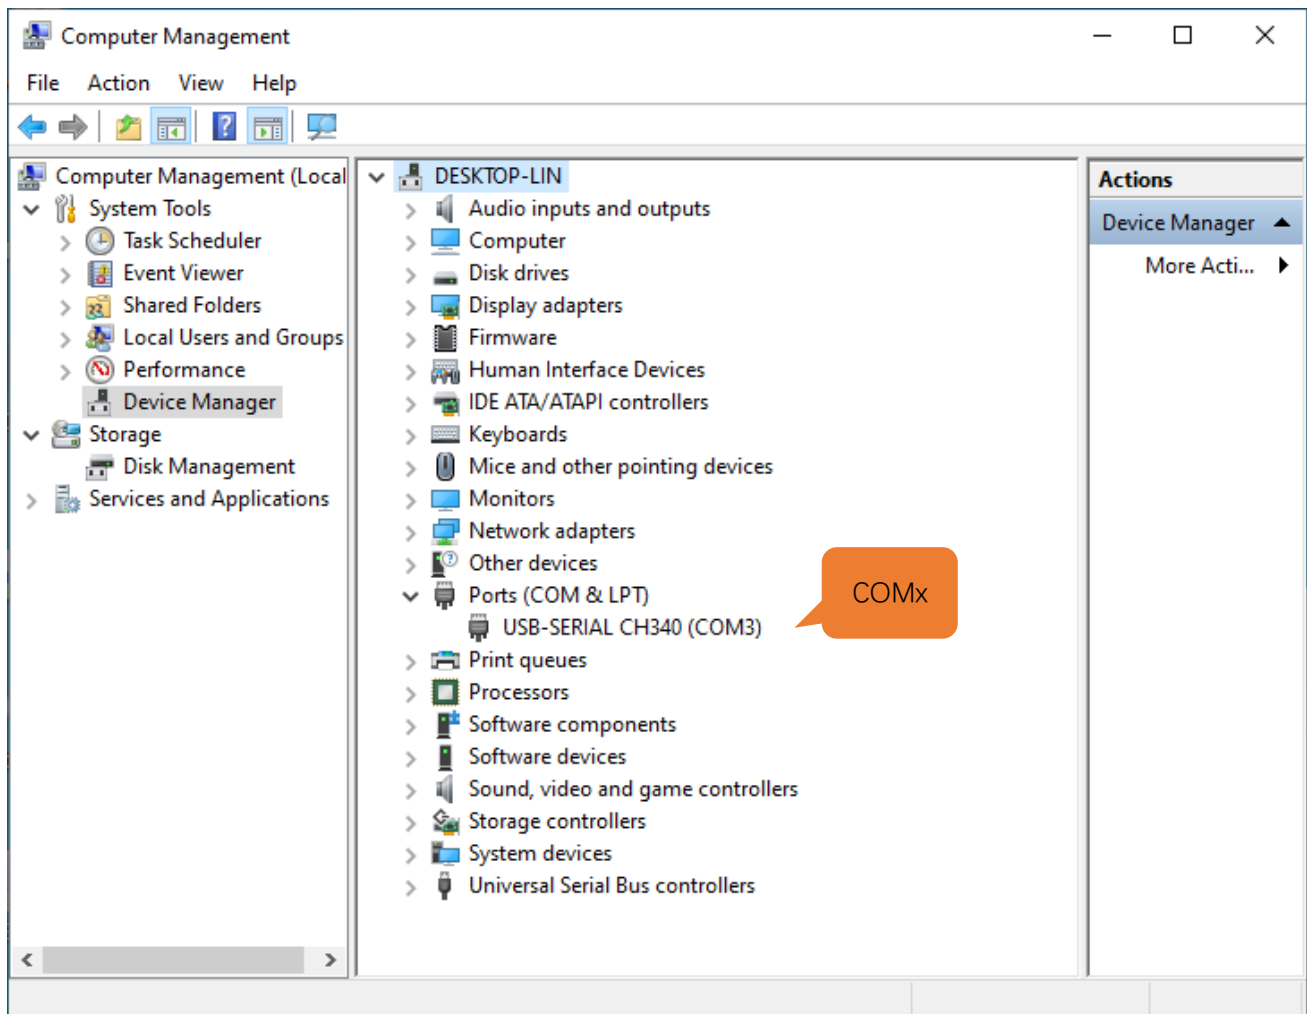 Computer Management
File Action View Help
Computer Management (Local
System Tools
Task Scheduler
Event Viewer
Shared Folders
Local Users and Groups
Performance
Device Manager
Storage
Disk Management
Services and Applications
DESKTOP-LIN
Audio inputs and outputs
Computer
Disk drives
Display adapters
Firmware
Human Interface Devices
IDE ATA/ATAPI controllers
Keyboards
Mice and other pointing devices
Monitors
Network adapters
Other devices
Ports (COM & LPT)
USB-SERIAL CH340 (COM3)
Print queues
Processors
Software components
Software devices
Sound, video and game controllers
Storage controllers
System devices
Universal Serial Bus controllers
COMx
Actions
Device Manager
More Acti...